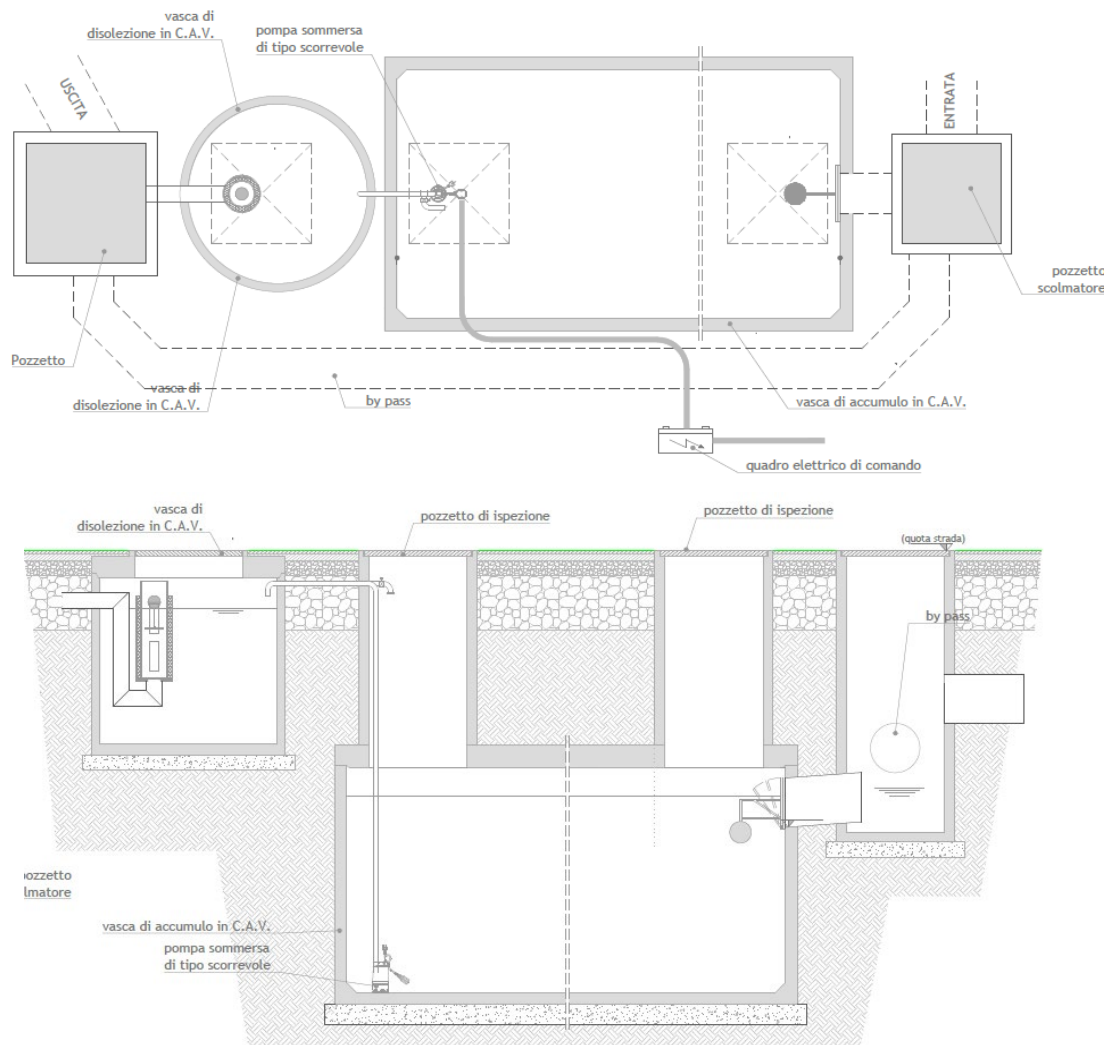 vasca di
disolezione in C.A.V.
pompa sommersa
di tipo scorrevole
USCITA
ENTRATA
pozzetto
scolmatore
Pozzetto
vasca di
disolezione in C.A.V.
by pass
vasca di accumulo in C.A.V.
quadro elettrico di comando
vasca di
disolezione in C.A.V.
pozzetto di ispezione
pozzetto di ispezione
(quota strada)
by pass
pozzetto
lmatore
vasca di accumulo in C.A.V.
pompa sommersa
di tipo scorrevole